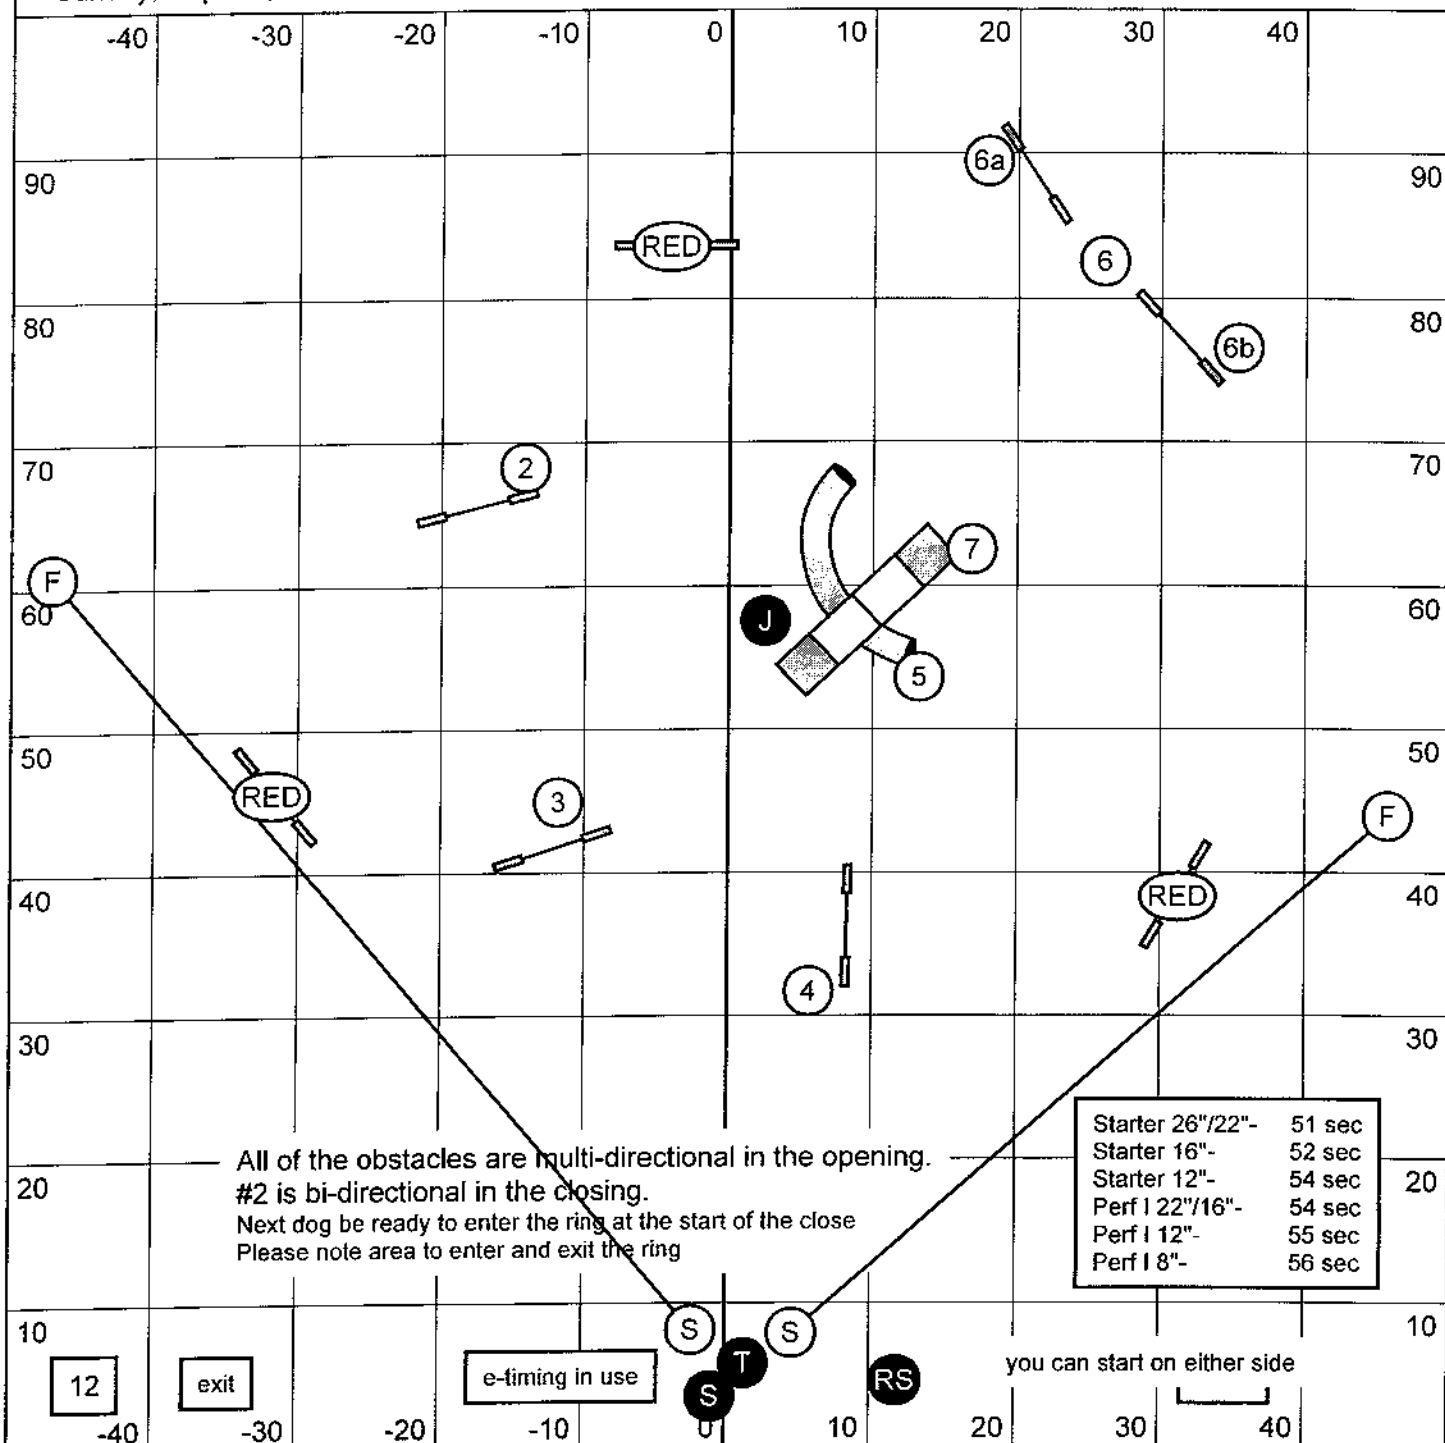 -40 -30 -20 -10 0 10 20 30 40
6a
90 90
RED
6
80 80
6b
2
70 70
7
F
J
60 60
5
50 50
RED
3
F
40 RED 40
4
30 30
Starter 26"/22"- 51 sec
Starter 16"- 52 sec
Starter 12"- 54 sec
Perf I 22"/16"- 54 sec
Perf I 12"- 55 sec
Perf I 8"- 56 sec
All of the obstacles are multi-directional in the opening.
20 20
#2 is bi-directional in the closing.
Next dog be ready to enter the ring at the start of the close
Please note area to enter and exit the ring
10 S S 10
T
you can start on either side
12 exit e-timing in use S RS
-40 -30 -20 -10 0 10 20 30 40